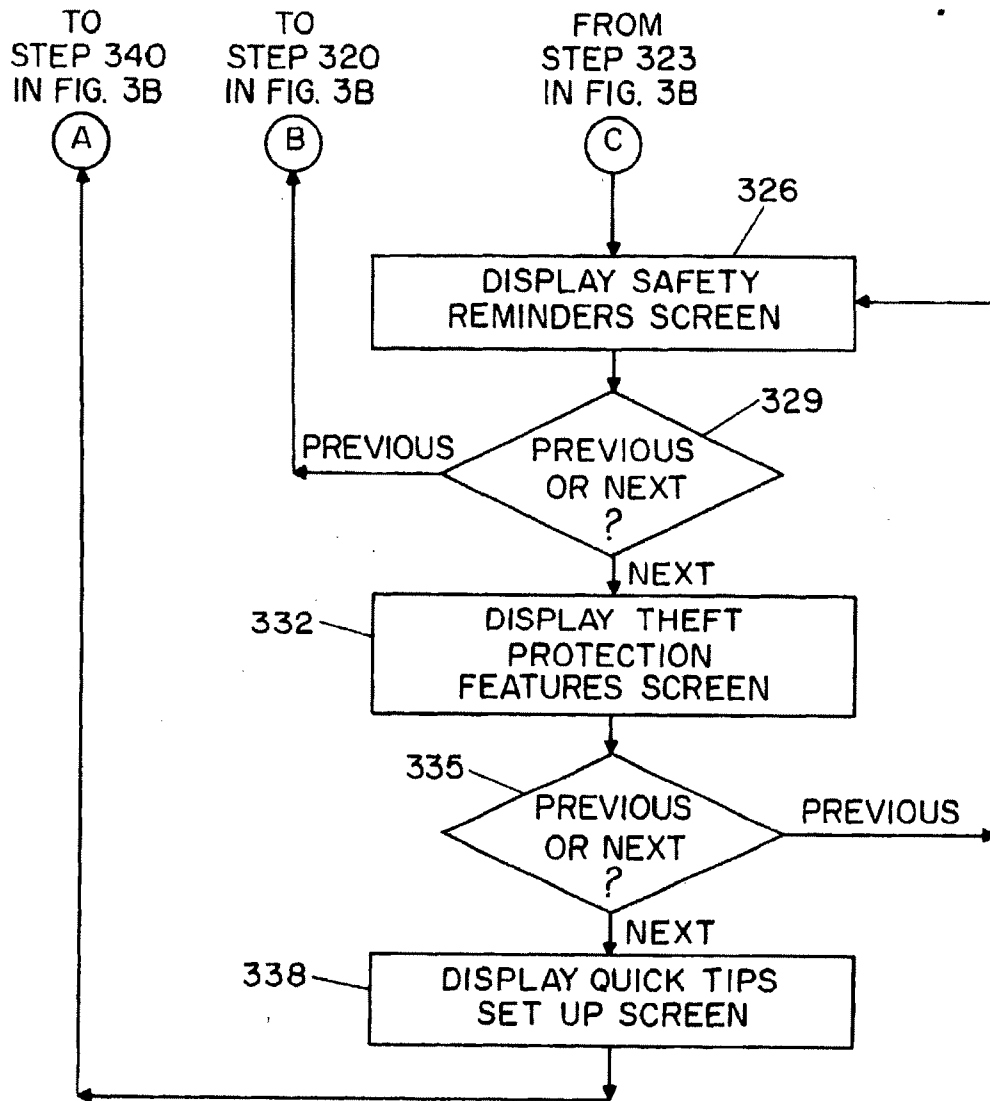 TO
STEP 340
IN FIG. 3B
A
TO
STEP 320
IN FIG. 3B
B
FROM
STEP 323
IN FIG. 3B
C
326
DISPLAY SAFETY
REMINDERS SCREEN
329
PREVIOUS
PREVIOUS
OR NEXT
?
NEXT
332
DISPLAY THEFT
PROTECTION
FEATURES SCREEN
335
PREVIOUS
OR NEXT
?
PREVIOUS
NEXT
338
DISPLAY QUICK TIPS
SET UP SCREEN